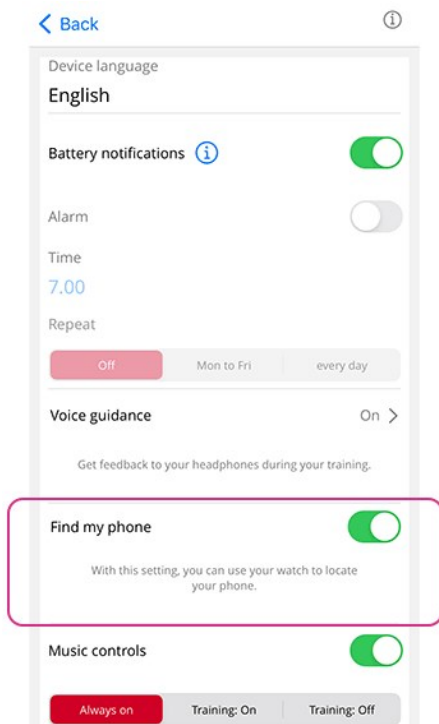 Back
Device language
English
Battery notifications
Alarm
Time
7.00
Repeat
Off Mon to Fri every day
Voice guidance On
Get feedback to your headphones during your training.
Find my phone
With this setting, you can use your watch to locate
your phone.
Music controls
Always on Training: On Training: Off